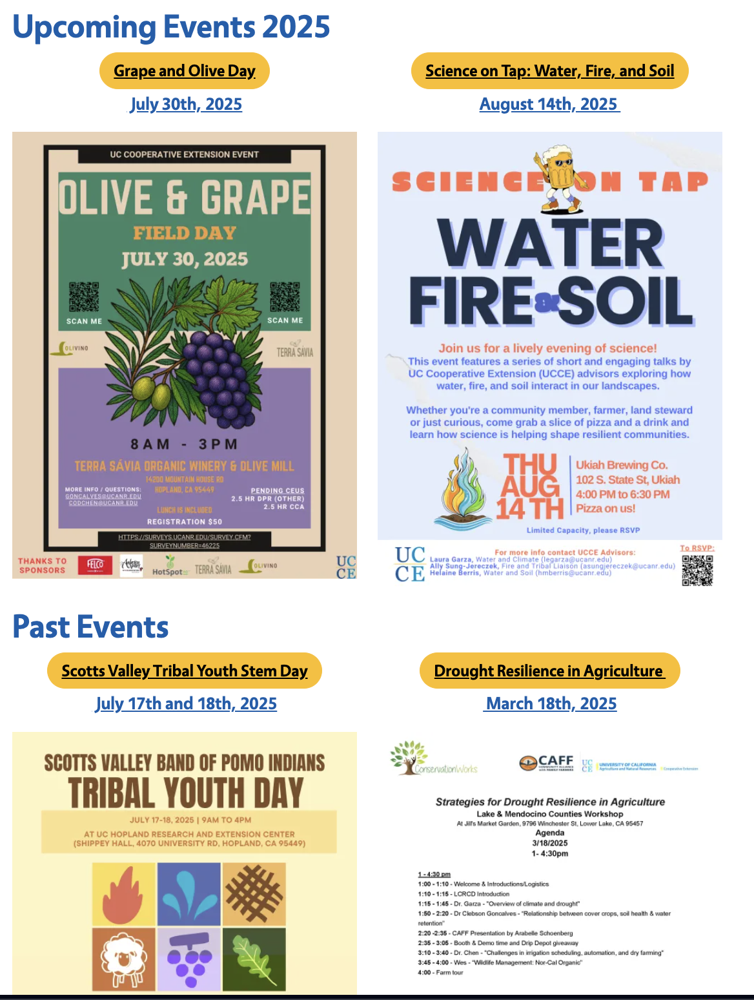 Upcoming Events 2025
Grape and Olive Day
July 30th, 2025
UC COOPERATIVE EXTENSION EVENT
OLIVE & GRAPE
FIELD DAY
JULY 30, 2025
SCAN ME
SCAN ME
OLIVINO
TERRA SÁVIA
8AM - 3PM
TERRA SÁVIA ORGANIC WINERY & OLIVE MILL
14200 MOUNTAIN HOUSE RD
HOPLAND, CA 95449
MORE INFO / QUESTIONS:
GONCALVES@UCANR.EDU
CODCHEN@UCANR.EDU
PENDING CEUS
2.5 HR DPR (OTHER)
2.5 HR CCA
LUNCH IS INCLUDED
REGISTRATION $50
HTTPS://SURVEYS.UCANR.EDU/SURVEY.CFM?
SURVEYNUMBER=46225
THANKS TO
SPONSORS
FELCO
HotSpot
TERRA SÁVIA
OLIVINO
UC
CE
Science on Tap: Water, Fire, and Soil
August 14th, 2025
SCIENCE ON TAP
WATER
FIRE & SOIL
Join us for a lively evening of science!
This event features a series of short and engaging talks by
UC Cooperative Extension (UCCE) advisors exploring how
water, fire, and soil interact in our landscapes.
Whether you're a community member, farmer, land steward
or just curious, come grab a slice of pizza and a drink and
learn how science is helping shape resilient communities.
THU
AUG
14 TH
Ukiah Brewing Co.
102 S. State St, Ukiah
4:00 PM to 6:30 PM
Pizza on us!
Limited Capacity, please RSVP
UC
CE
For more info contact UCCE Advisors:
Laura Garza, Water and Climate (legarza@ucanr.edu)
Ally Sung-Jereczek, Fire and Tribal Liaison (asungjereczek@ucanr.edu)
Helaine Berris, Water and Soil (hmberris@ucanr.edu)
To RSVP:
Past Events
Scotts Valley Tribal Youth Stem Day
July 17th and 18th, 2025
SCOTTS VALLEY BAND OF POMO INDIANS
TRIBAL YOUTH DAY
JULY 17-18, 2025 | 9AM TO 4PM
AT UC HOPLAND RESEARCH AND EXTENSION CENTER
(SHIPPEY HALL, 4070 UNIVERSITY RD, HOPLAND, CA 95449)
Drought Resilience in Agriculture
March 18th, 2025
ConservationWorks
CAFF
COMMUNITY ALLIANCE
with FAMILY FARMERS
UC
CE
UNIVERSITY OF CALIFORNIA
Agriculture and Natural Resources
Cooperative Extension
Strategies for Drought Resilience in Agriculture
Lake & Mendocino Counties Workshop
At Jill's Market Garden, 9796 Winchester St, Lower Lake, CA 95457
Agenda
3/18/2025
1- 4:30pm
1 - 4:30 pm
1:00 - 1:10 - Welcome & Introductions/Logistics
1:10 - 1:15 - LCRCD Introduction
1:15 - 1:45 - Dr. Garza - "Overview of climate and drought"
1:50 - 2:20 - Dr Clebson Goncalves - "Relationship between cover crops, soil health & water
retention"
2:20 -2:35 - CAFF Presentation by Arabelle Schoenberg
2:35 - 3:05 - Booth & Demo time and Drip Depot giveaway
3:10 - 3:40 - Dr. Chen - "Challenges in irrigation scheduling, automation, and dry farming"
3:45 - 4:00 - Wes - "Wildlife Management: Nor-Cal Organic"
4:00 - Farm tour